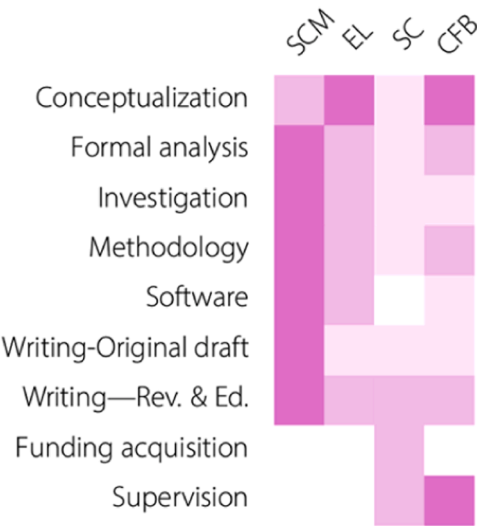 SCM EL SC CFB
Conceptualization
Formal analysis
Investigation
Methodology
Software
Writing-Original draft
Writing—Rev. & Ed.
Funding acquisition
Supervision